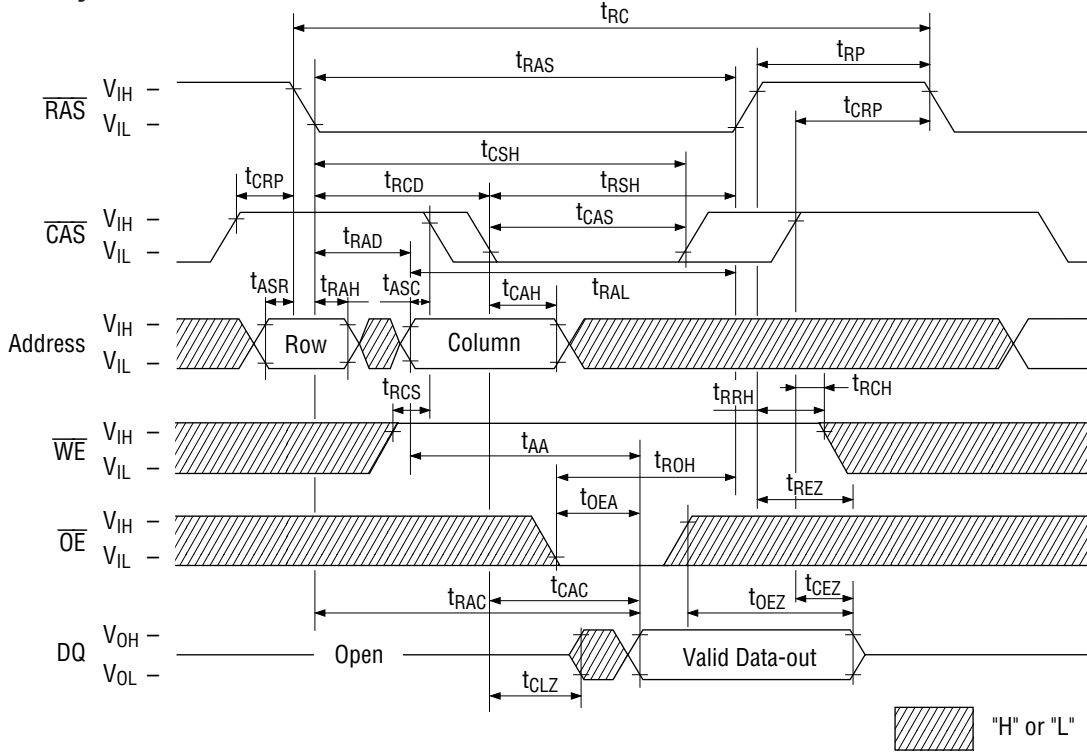 tRC
tRP
tRAS
RAS
VIH
VIL
tCRP
tCSH
tCRP
tRCD
tRSH
CAS
VIH
VIL
tCAS
tRAD
tASR
tRAH
tASC
tCAH
tRAL
Address
VIH
VIL
Row
Column
tRCS
tRRH
tRCH
WE
VIH
VIL
tAA
tROH
tREZ
tOEA
OE
VIH
VIL
tCAC
tCEZ
tRAC
tOEZ
DQ
VOH
VOL
Open
Valid Data-out
tCLZ
"H" or "L"